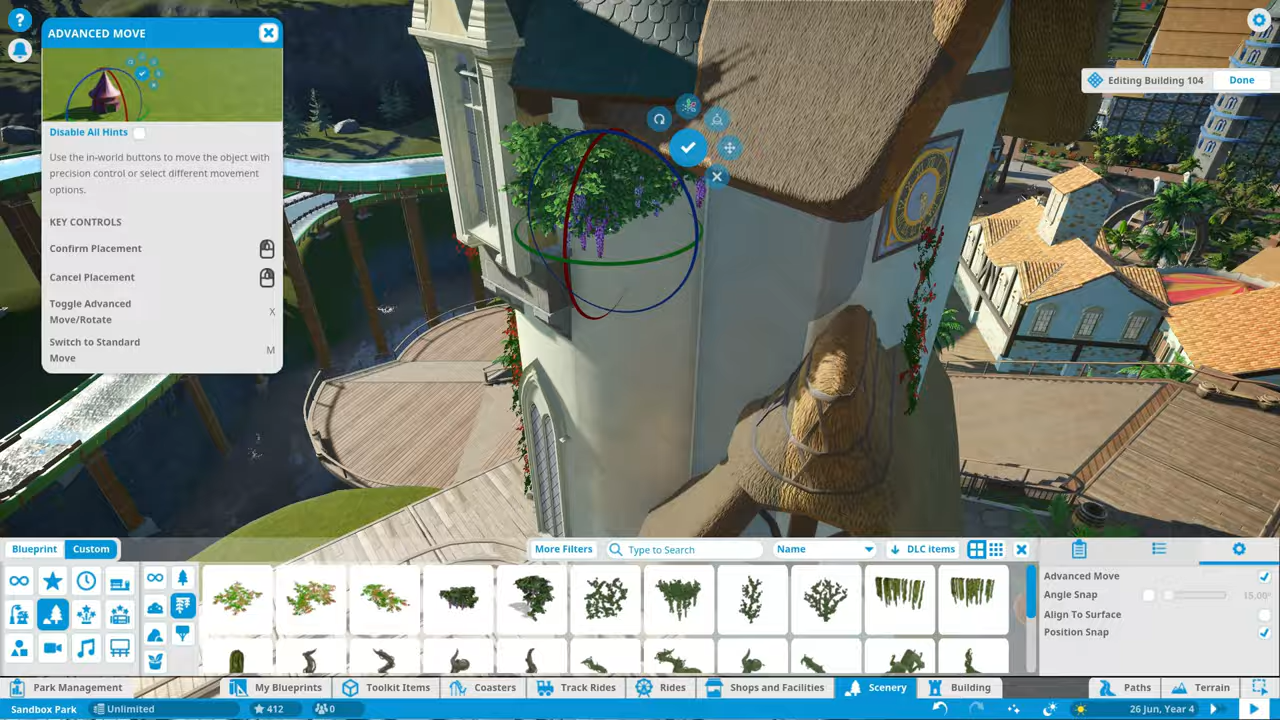 ?
ADVANCED MOVE
Disable All Hints
Use the in-world buttons to move the object with
precision control or select different movement
options.
KEY CONTROLS
Confirm Placement
Cancel Placement
Toggle Advanced
Move/Rotate
X
Switch to Standard
Move
M
Editing Building 104
Done
Blueprint
Custom
More Filters
Type to Search
Name
DLC items
Advanced Move
Angle Snap
15.00°
Align To Surface
Position Snap
Park Management
My Blueprints
Toolkit Items
Coasters
Track Rides
Rides
Shops and Facilities
Scenery
Building
Paths
Terrain
Sandbox Park
Unlimited
412
0
26 Jun, Year 4